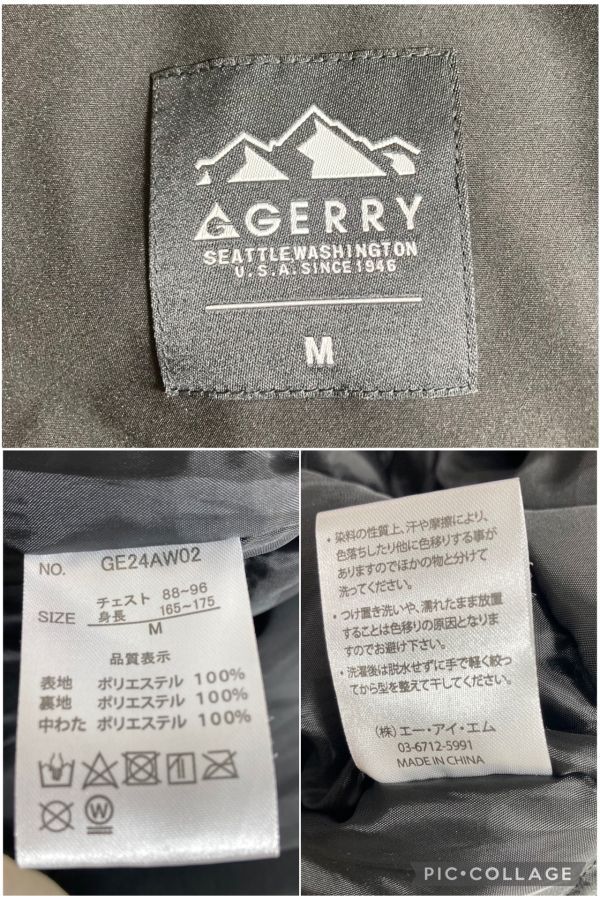 GERRY
SEATTLE,WASHINGTON
U.S.A.SINCE1946
M
NO. GE24AW02
SIZE チェスト 88~96
身長 165~175
M
品質表示
表地 ポリエステル 100%
裏地 ポリエステル 100%
中わた ポリエステル 100%
W
・染料の性質上、汗や摩擦により、
色落ちしたり他に色移りする事が
ありますのでほかの物と分けて
洗ってください。
・つけ置き洗いや、濡れたまま放置
することは色移りの原因となりま
すのでお避け下さい。
・洗濯後は脱水せずに手で軽く絞っ
てから型を整えて干してください。
(株)エー・アイ・エム
03-6712-5991
MADE IN CHINA
PIC・COLLAGE